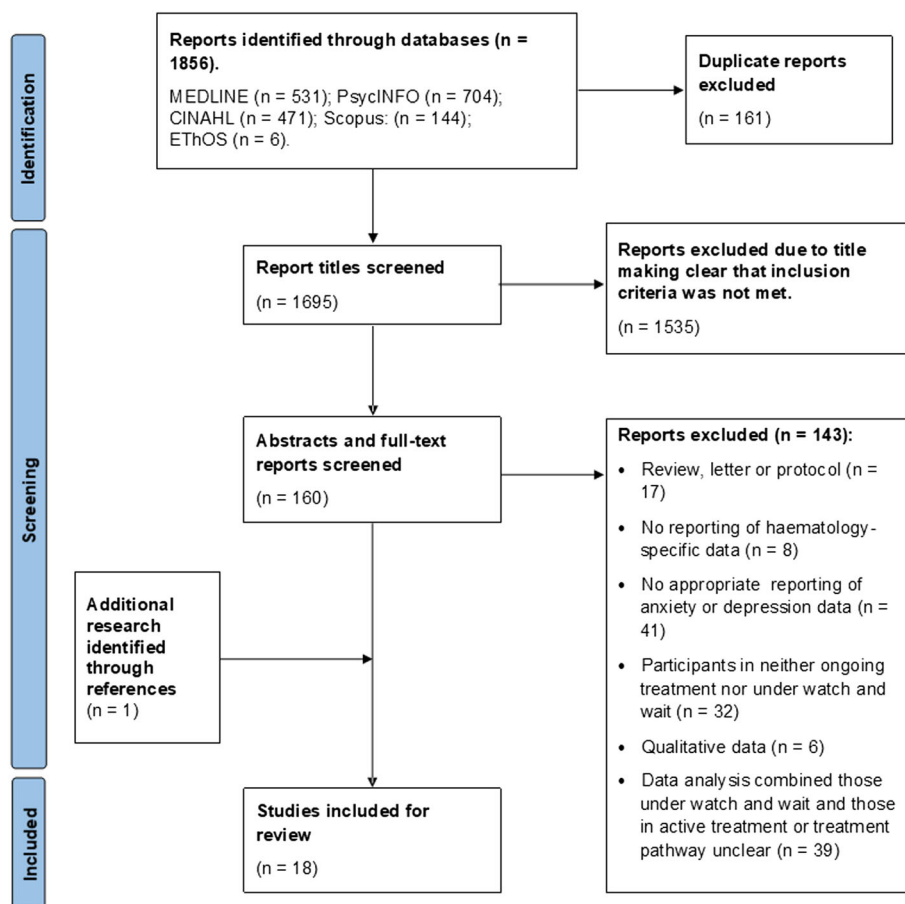 Identification
Reports identified through databases (n =
1856).
MEDLINE (n = 531); PsycINFO (n = 704);
CINAHL (n = 471); Scopus: (n = 144);
EThOS (n = 6).
Duplicate reports
excluded
(n = 161)
Screening
Report titles screened
(n = 1695)
Reports excluded due to title
making clear that inclusion
criteria was not met.
(n = 1535)
Abstracts and full-text
reports screened
(n = 160)
Reports excluded (n = 143):
• Review, letter or protocol (n =
17)
• No reporting of haematology-
specific data (n = 8)
• No appropriate reporting of
anxiety or depression data (n =
41)
• Participants in neither ongoing
treatment nor under watch and
wait (n = 32)
• Qualitative data (n = 6)
• Data analysis combined those
under watch and wait and those
in active treatment or treatment
pathway unclear (n = 39)
Additional
research
identified
through
references
(n = 1)
Included
Studies included for
review
(n = 18)